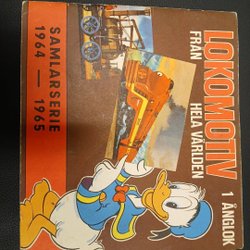 LOKOMOTIV
FRÅN HELA VÄRLDEN
1 ÅNGLOK
SAMLARSERIE
1964 — 1965